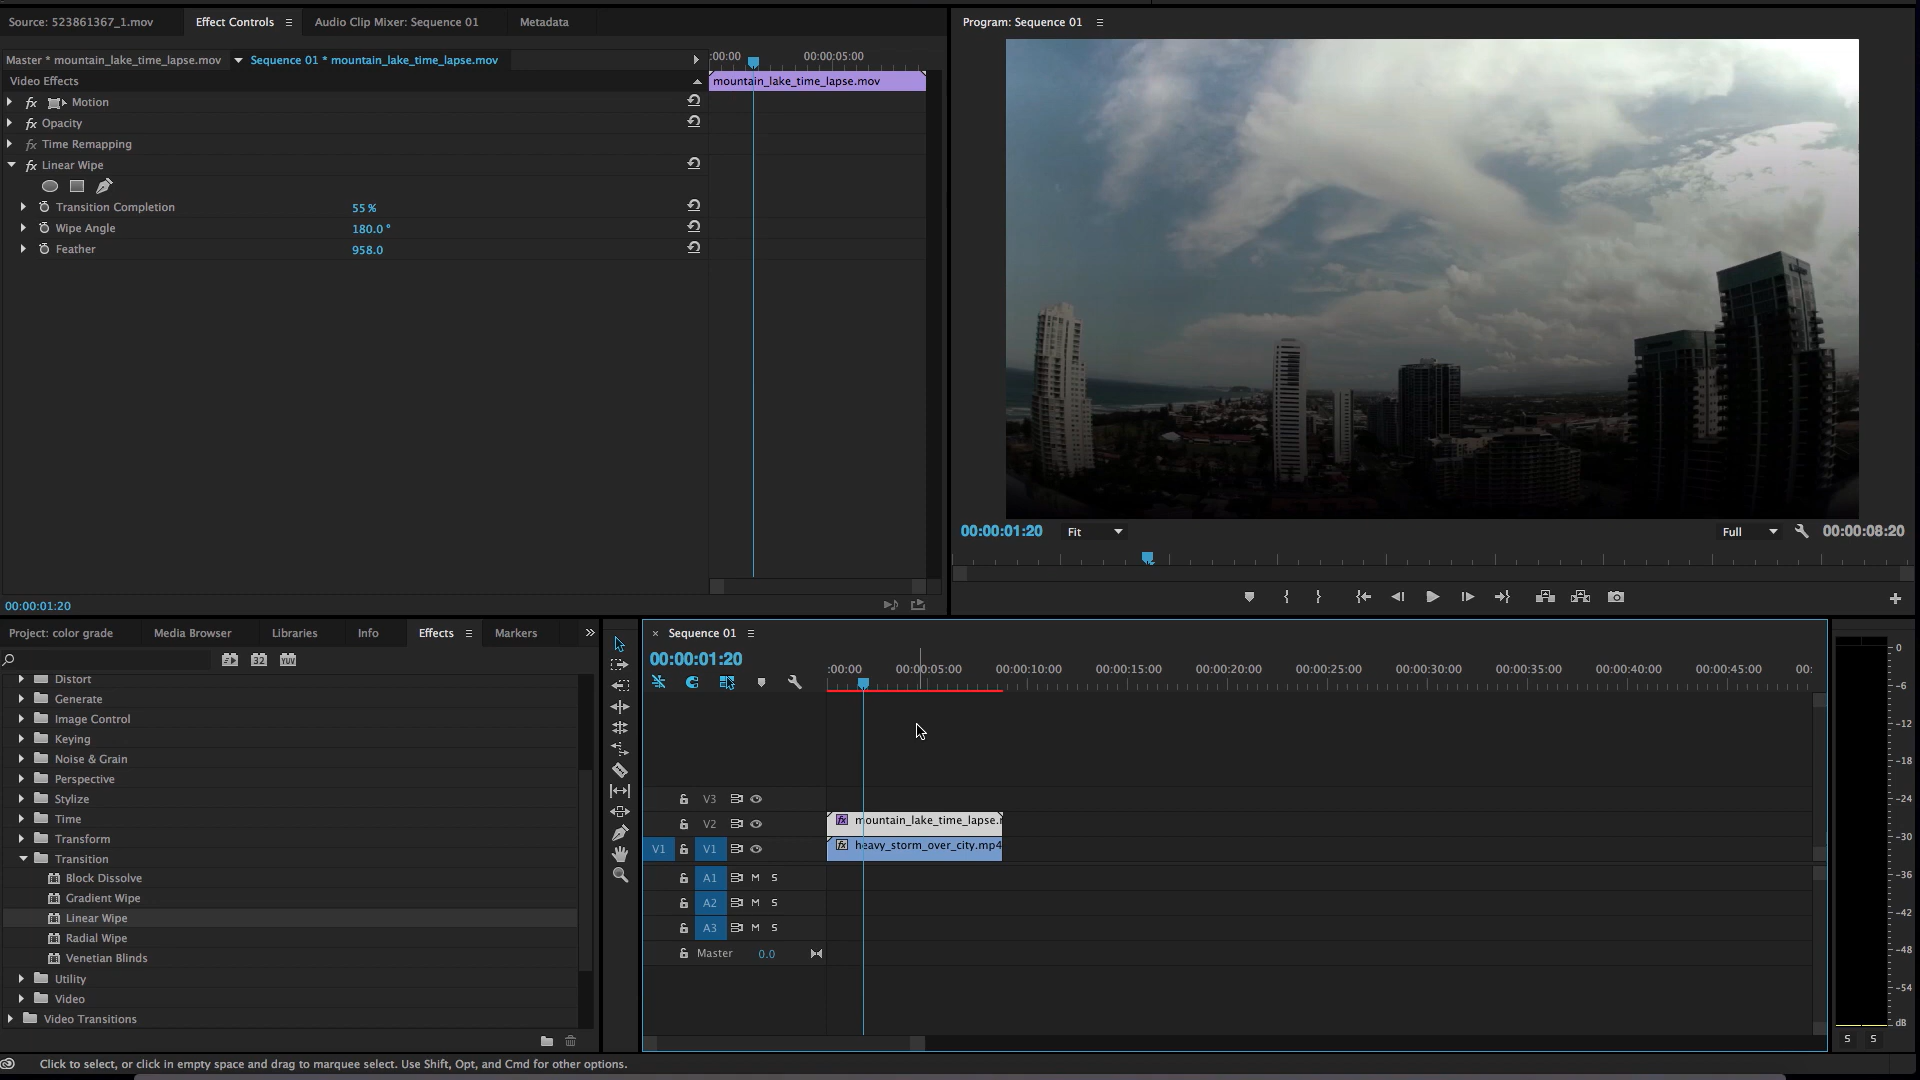 Source: 523861367_1.mov
Effect Controls
Audio Clip Mixer: Sequence 01
Metadata
Master * mountain_lake_time_lapse.mov
Sequence 01 * mountain_lake_time_lapse.mov
Video Effects
fx Motion
fx Opacity
fx Time Remapping
fx Linear Wipe
Transition Completion 55 %
Wipe Angle 180.0 °
Feather 958.0
:00:00 00:00:05:00
mountain_lake_time_lapse.mov
00:00:01:20
Program: Sequence 01
00:00:01:20 Fit Full 00:00:08:20
Project: color grade
Media Browser
Libraries
Info
Effects
Markers
32 YUV
Distort
Generate
Image Control
Keying
Noise & Grain
Perspective
Stylize
Time
Transform
Transition
Block Dissolve
Gradient Wipe
Linear Wipe
Radial Wipe
Venetian Blinds
Utility
Video
Video Transitions
× Sequence 01
00:00:01:20
:00:00 00:00:05:00 00:00:10:00 00:00:15:00 00:00:20:00 00:00:25:00 00:00:30:00 00:00:35:00 00:00:40:00 00:00:45:00 00:
V3
V2 fx mountain_lake_time_lapse.
V1 V1 fx heavy_storm_over_city.mp4
A1 M S
A2 M S
A3 M S
Master 0.0
0
-6
-12
-18
-24
-30
-36
-42
-48
-54
dB
S S
Click to select, or click in empty space and drag to marquee select. Use Shift, Opt, and Cmd for other options.